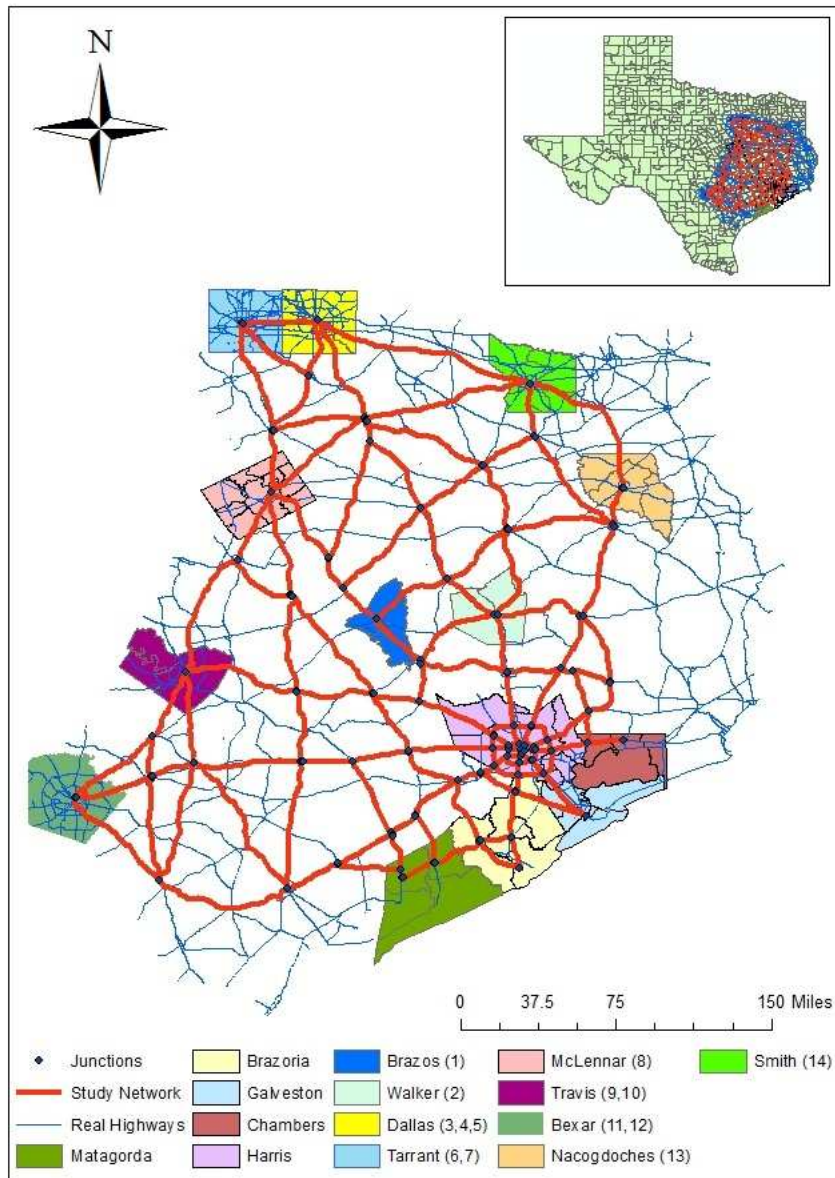 N
0 37.5 75 150 Miles
Junctions Brazoria Brazos (1) McLennar (8) Smith (14)
Study Network Galveston Walker (2) Travis (9,10)
Real Highways Chambers Dallas (3,4,5) Bexar (11,12)
Matagorda Harris Tarrant (6,7) Nacogdoches (13)